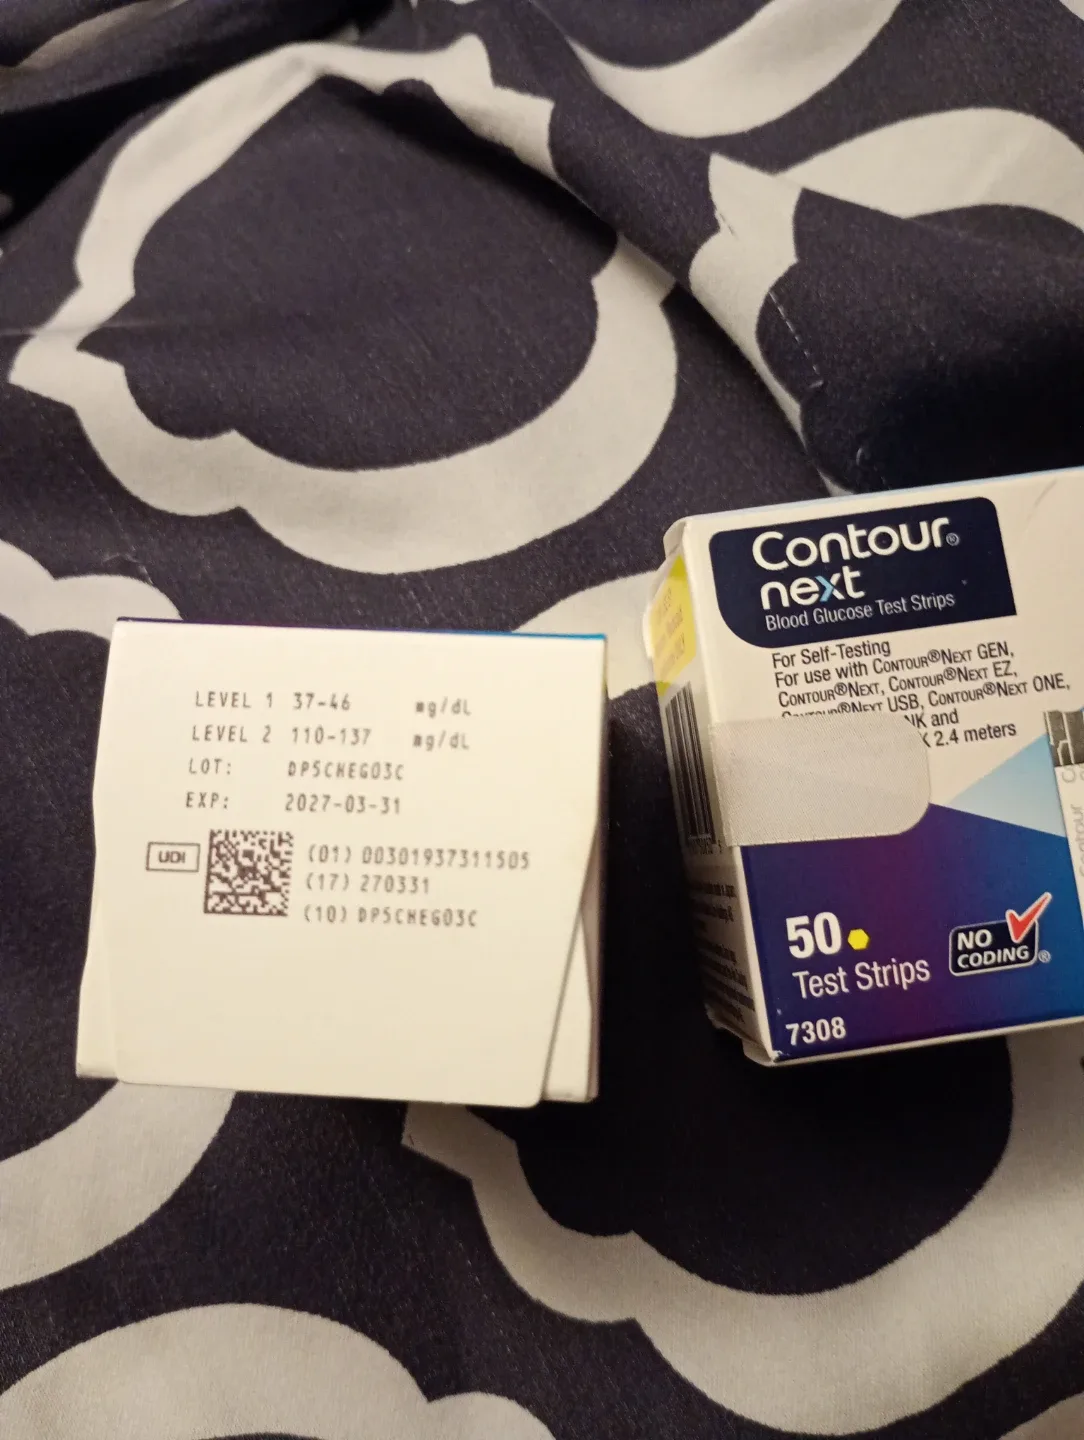 LEVEL 1 37-46 mg/dL
LEVEL 2 110-137 mg/dL
LOT: DP5CHEG03C
EXP: 2027-03-31
UDI
(01) 00301937311505
(17) 270331
(10) DP5CHEG03C
Contour®
next
Blood Glucose Test Strips
For Self-Testing
For use with CONTOUR®NEXT GEN,
CONTOUR®NEXT, CONTOUR®NEXT EZ,
CONTOUR®NEXT USB, CONTOUR®NEXT ONE,
and
2.4 meters
50
Test Strips
NO
CODING®
7308